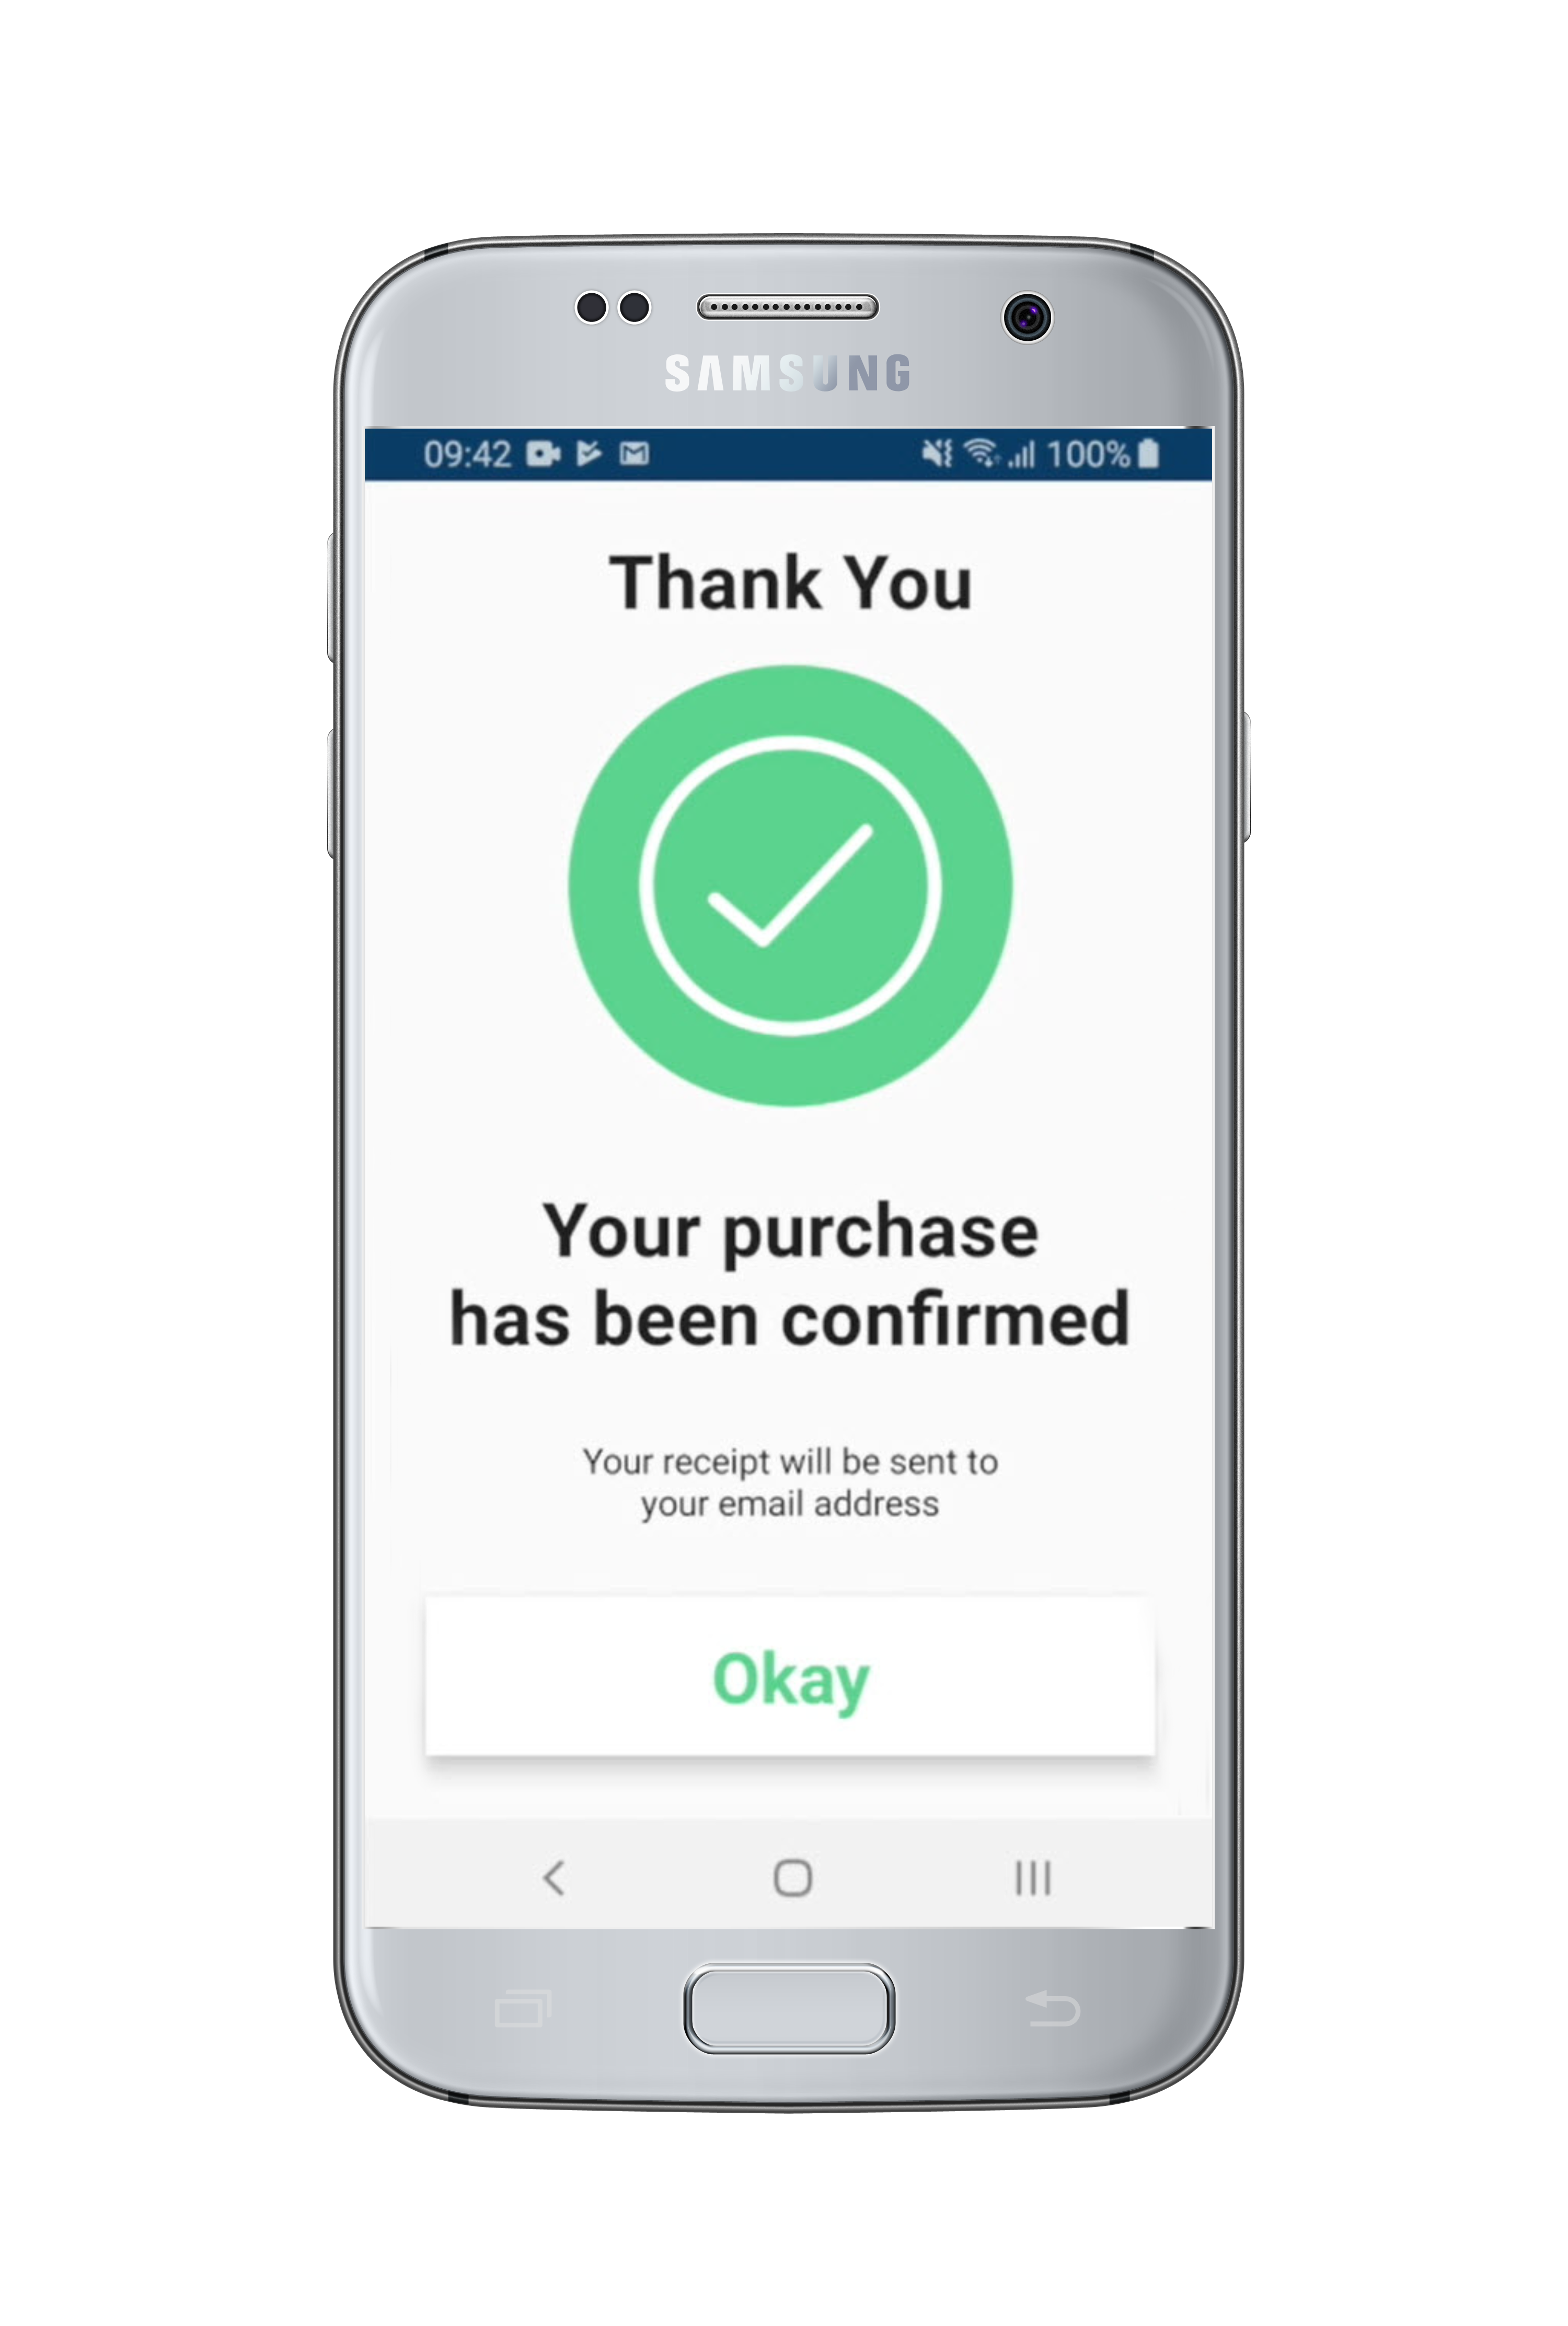 SAMSUNG
09:42 100%
Thank You
Your purchase
has been confirmed
Your receipt will be sent to
your email address
Okay